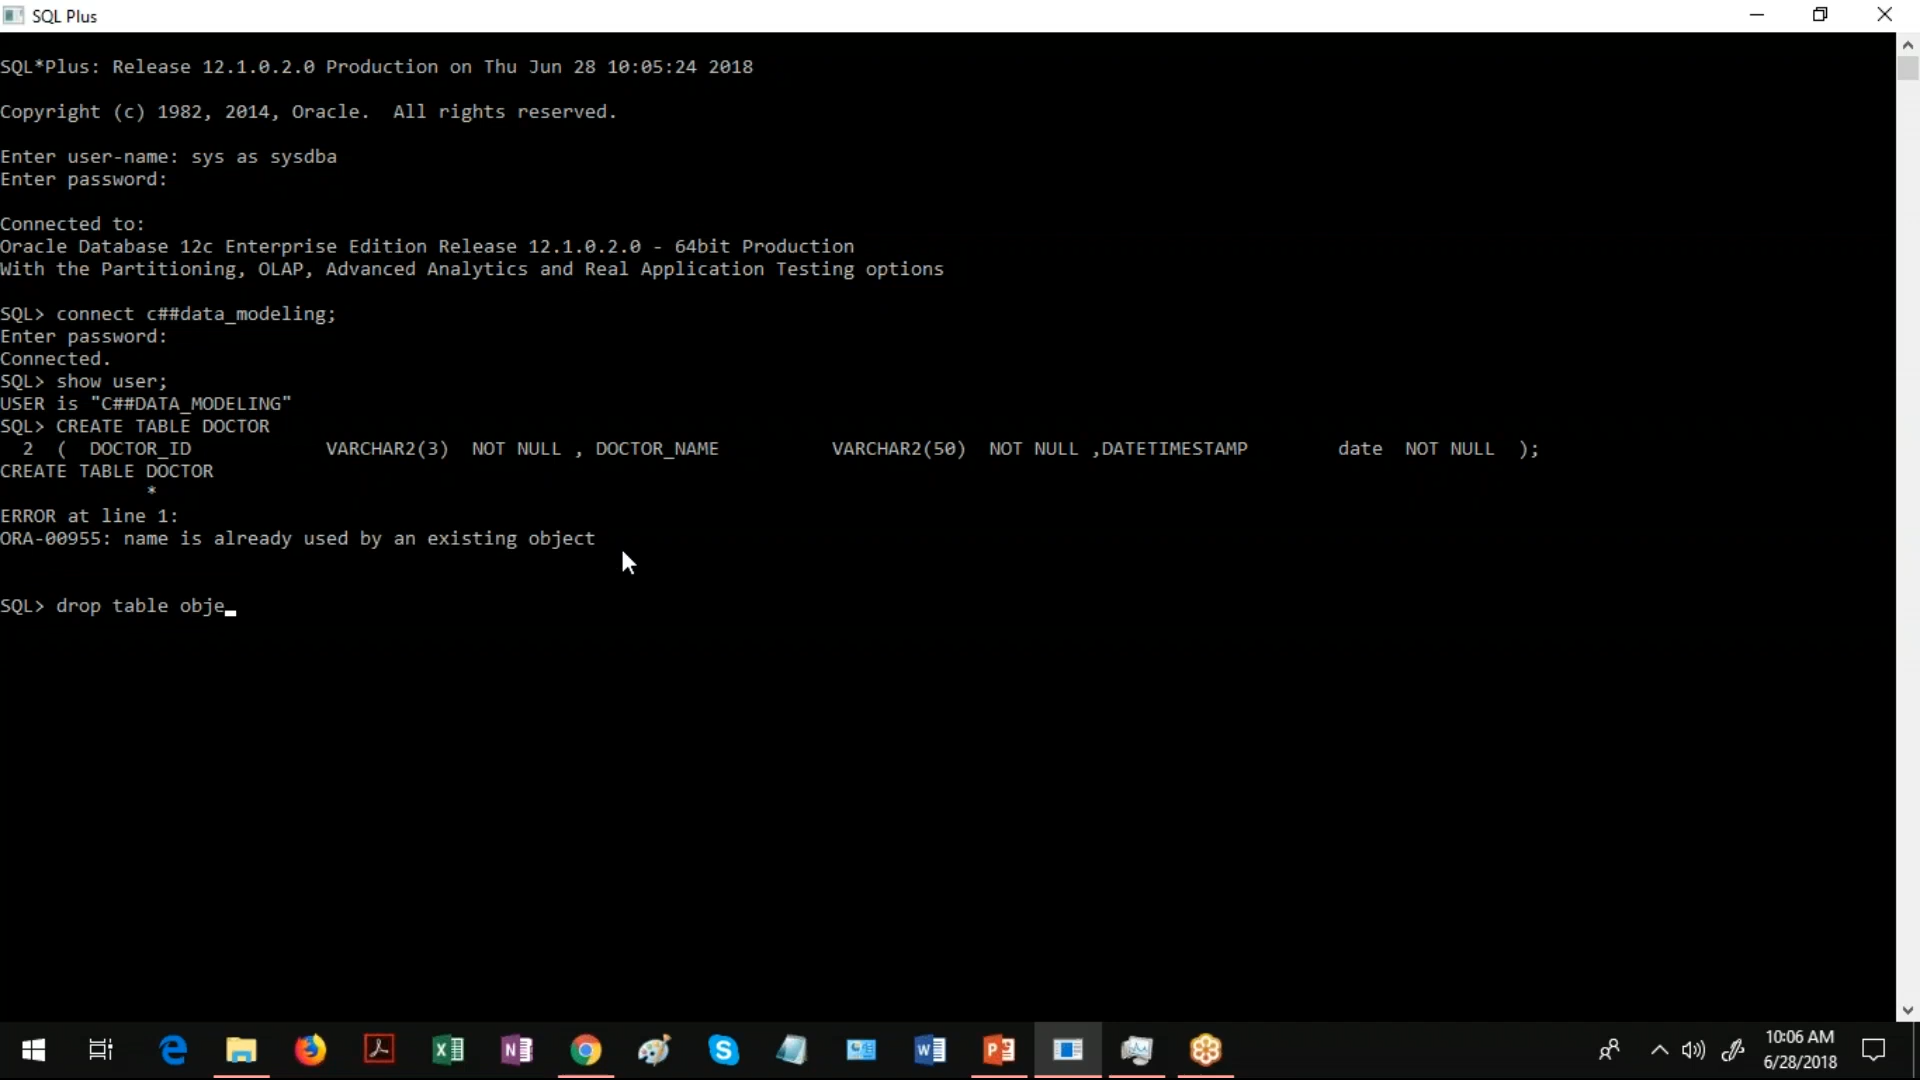 SQL Plus
SQL*Plus: Release 12.1.0.2.0 Production on Thu Jun 28 10:05:24 2018
Copyright (c) 1982, 2014, Oracle.  All rights reserved.
Enter user-name: sys as sysdba
Enter password:
Connected to:
Oracle Database 12c Enterprise Edition Release 12.1.0.2.0 - 64bit Production
With the Partitioning, OLAP, Advanced Analytics and Real Application Testing options
SQL> connect c##data_modeling;
Enter password:
Connected.
SQL> show user;
USER is "C##DATA_MODELING"
SQL> CREATE TABLE DOCTOR
  2  (  DOCTOR_ID            VARCHAR2(3)  NOT NULL , DOCTOR_NAME          VARCHAR2(50)  NOT NULL ,DATETIMESTAMP        date  NOT NULL  );
CREATE TABLE DOCTOR
             *
ERROR at line 1:
ORA-00955: name is already used by an existing object
SQL> drop table obje
10:06 AM
6/28/2018